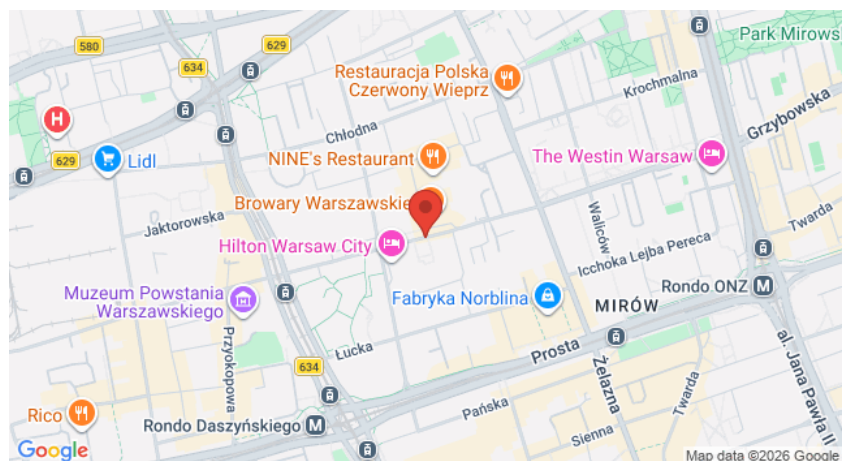 580
629
634
Park Mirows
Restauracja Polska
Czerwony Wieprz
Krochmalna
Grzybowska
H
Chłodna
629
Lidl
NINE's Restaurant
The Westin Warsaw
Browary Warszawskie
Jaktorowska
Waliców
Twarda
Hilton Warsaw City
Icchoka Lejba Pereca
Muzeum Powstania
Warszawskiego
Fabryka Norblina
MIRÓW
Rondo ONZ M
Przyokopowa
Łucka
Prosta
634
Żelazna
al. Jana Pawła II
Rico
Rondo Daszyńskiego M
Pańska
Twarda
Sienna
Google
Map data ©2026 Google